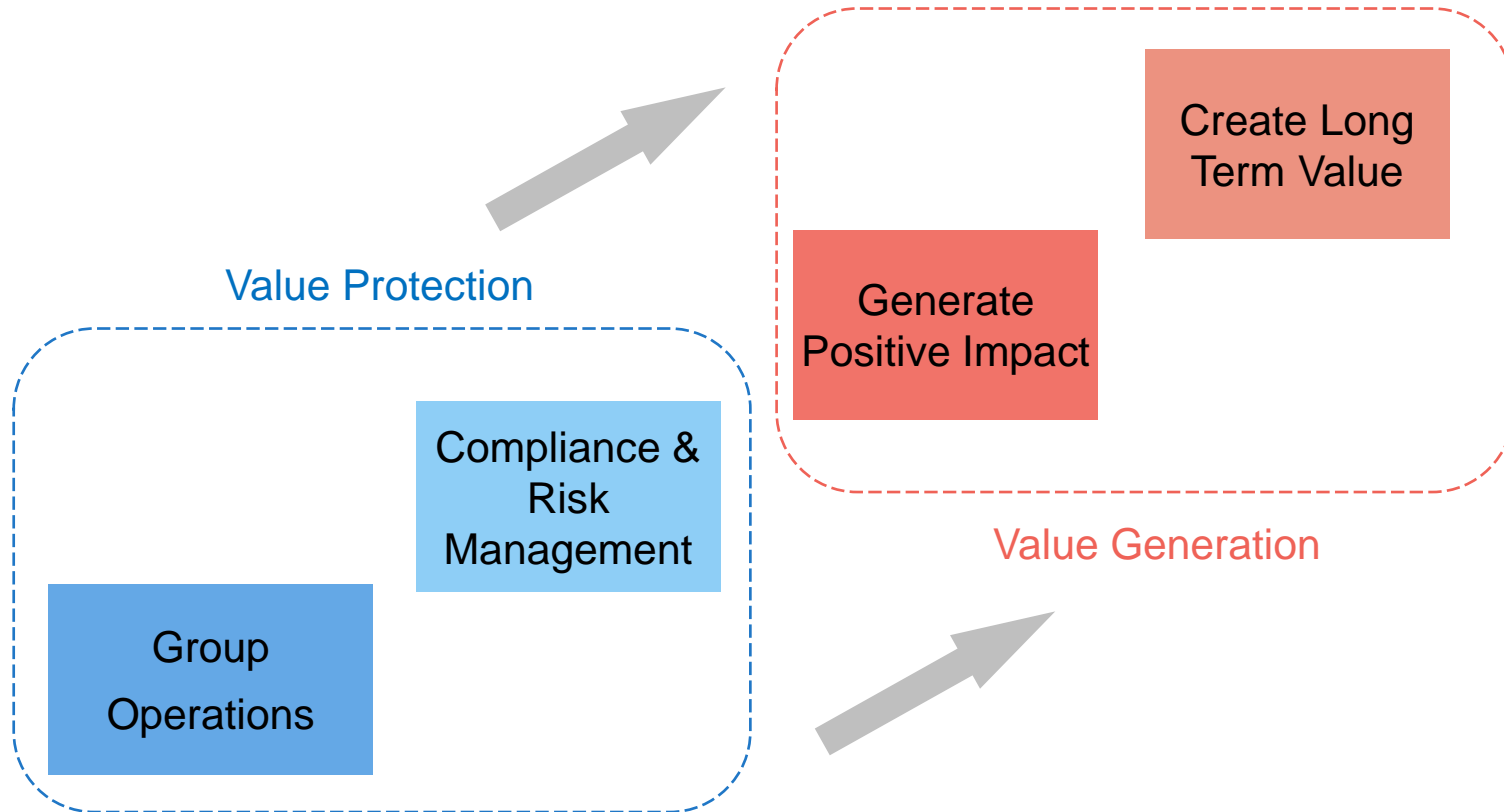 Value Protection
Group
Operations
Compliance &
Risk
Management
Generate
Positive Impact
Create Long
Term Value
Value Generation